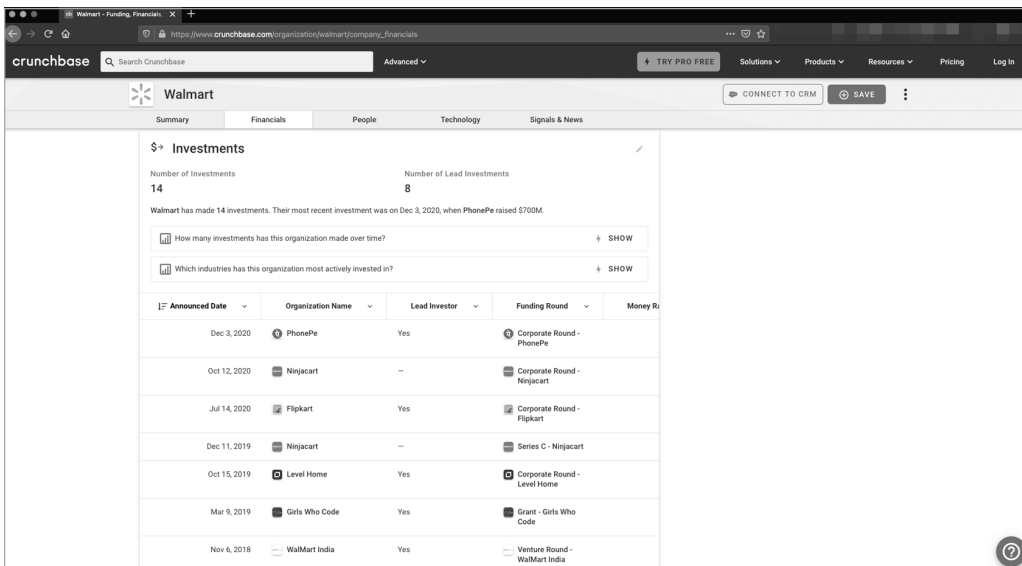 Walmart - Funding, Financials, X +
https://www.crunchbase.com/organization/walmart/company_financials
crunchbase Search Crunchbase Advanced TRY PRO FREE Solutions Products Resources Pricing Log In
Walmart CONNECT TO CRM SAVE
Summary Financials People Technology Signals & News
Investments
Number of Investments Number of Lead Investments
14 8
Walmart has made 14 investments. Their most recent investment was on Dec 3, 2020, when PhonePe raised $700M.
How many investments has this organization made over time? SHOW
Which industries has this organization most actively invested in? SHOW
Announced Date Organization Name Lead Investor Funding Round Money Ra
Dec 3, 2020 PhonePe Yes Corporate Round -
PhonePe
Oct 12, 2020 Ninjacart — Corporate Round -
Ninjacart
Jul 14, 2020 Flipkart Yes Corporate Round -
Flipkart
Dec 11, 2019 Ninjacart — Series C - Ninjacart
Oct 15, 2019 Level Home Yes Corporate Round -
Level Home
Mar 9, 2019 Girls Who Code Yes Grant - Girls Who
Code
Nov 6, 2018 WalMart India Yes Venture Round -
WalMart India